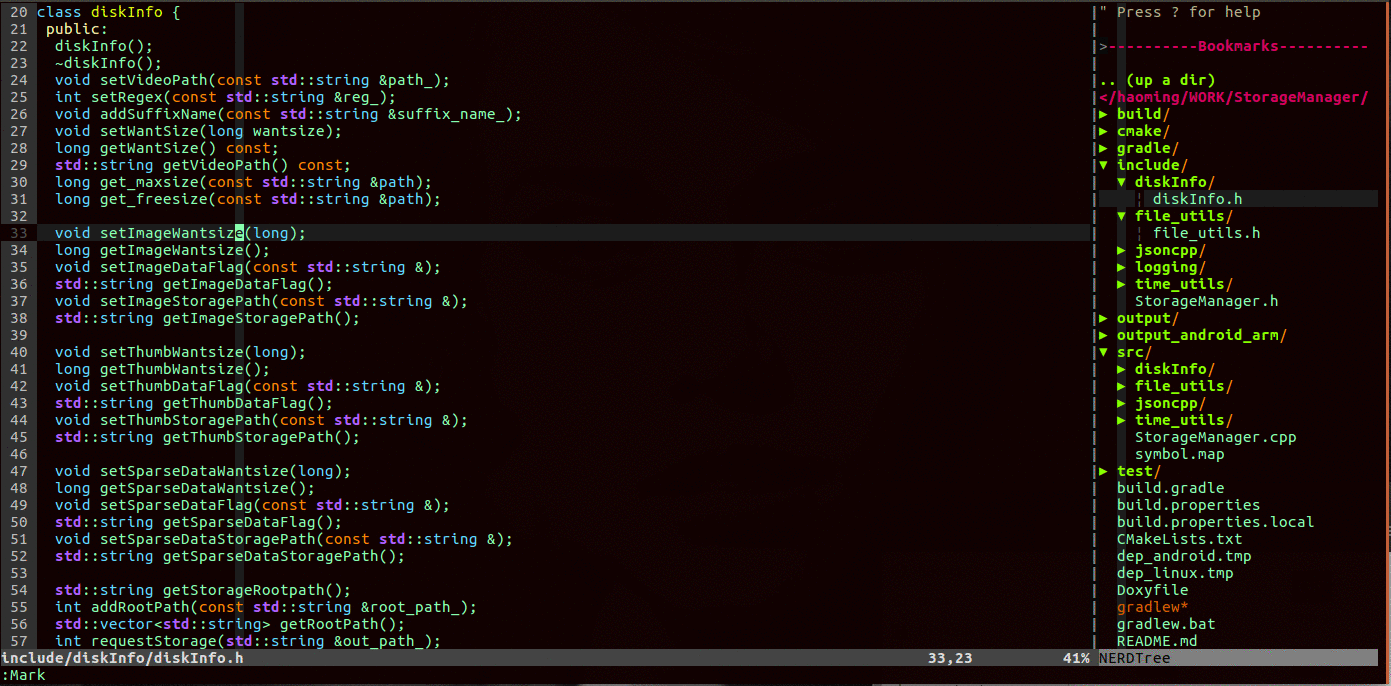 20 class diskInfo {
21  public:
22   diskInfo();
23   ~diskInfo();
24   void setVideoPath(const std::string &path_);
25   int setRegex(const std::string &reg_);
26   void addSuffixName(const std::string &suffix_name_);
27   void setWantSize(long wantsize);
28   long getWantSize() const;
29   std::string getVideoPath() const;
30   long get_maxsize(const std::string &path);
31   long get_freesize(const std::string &path);
32
33   void setImageWantsize(long);
34   long getImageWantsize();
35   void setImageDataFlag(const std::string &);
36   std::string getImageDataFlag();
37   void setImageStoragePath(const std::string &);
38   std::string getImageStoragePath();
39
40   void setThumbWantsize(long);
41   long getThumbWantsize();
42   void setThumbDataFlag(const std::string &);
43   std::string getThumbDataFlag();
44   void setThumbStoragePath(const std::string &);
45   std::string getThumbStoragePath();
46
47   void setSparseDataWantsize(long);
48   long getSparseDataWantsize();
49   void setSparseDataFlag(const std::string &);
50   std::string getSparseDataFlag();
51   void setSparseDataStoragePath(const std::string &);
52   std::string getSparseDataStoragePath();
53
54   std::string getStorageRootpath();
55   int addRootPath(const std::string &root_path_);
56   std::vector<std::string> getRootPath();
57   int requestStorage(std::string &out_path_);
include/diskInfo/diskInfo.h 33,23 41%
:Mark
" Press ? for help
>----------Bookmarks----------
.. (up a dir)
</haoming/WORK/StorageManager/
▶ build/
▶ cmake/
▶ gradle/
▼ include/
▼ diskInfo/
¦ diskInfo.h
▼ file_utils/
¦ file_utils.h
▶ jsoncpp/
▶ logging/
▶ time_utils/
StorageManager.h
▶ output/
▶ output_android_arm/
▼ src/
▶ diskInfo/
▶ file_utils/
▶ jsoncpp/
▶ time_utils/
StorageManager.cpp
symbol.map
▶ test/
build.gradle
build.properties
build.properties.local
CMakeLists.txt
dep_android.tmp
dep_linux.tmp
Doxyfile
gradlew*
gradlew.bat
README.md
NERDTree